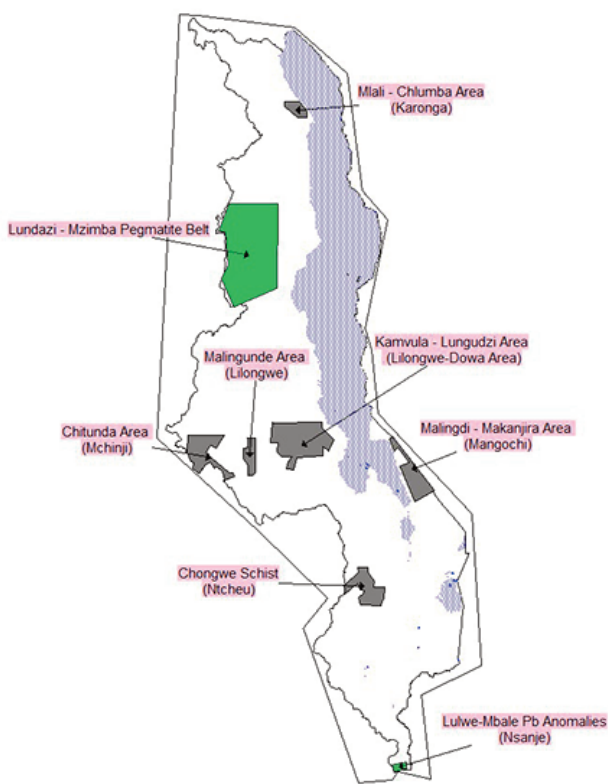 Mlali - Chlumba Area
(Karonga)
Lundazi - Mzimba Pegmatite Belt
Kamvula - Lungudzi Area
(Lilongwe-Dowa Area)
Malingunde Area
(Lilongwe)
Malingdi - Makanjira Area
(Mangochi)
Chitunda Area
(Mchinji)
Chongwe Schist
(Ntcheu)
Lulwe-Mbale Pb Anomalies
(Nsanje)